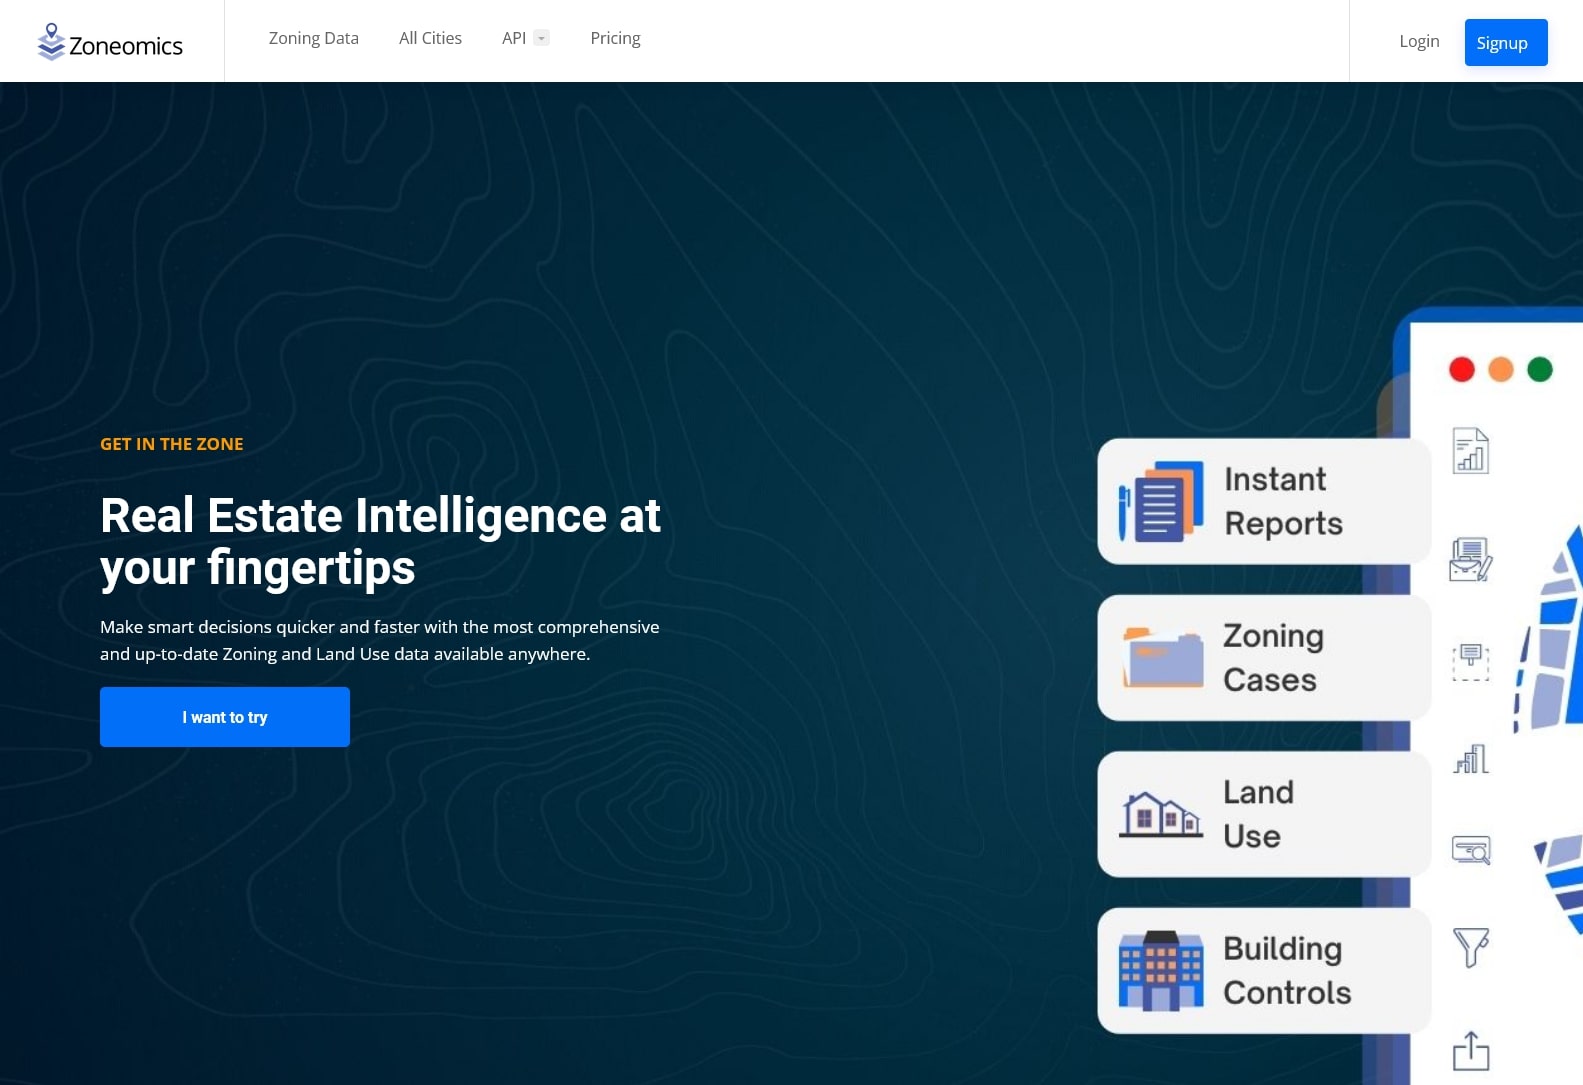 Zoneomics
Zoning Data
All Cities
API
Pricing
Login
Signup
GET IN THE ZONE
Real Estate Intelligence at
your fingertips
Make smart decisions quicker and faster with the most comprehensive
and up-to-date Zoning and Land Use data available anywhere.
I want to try
Instant
Reports
Zoning
Cases
Land
Use
Building
Controls